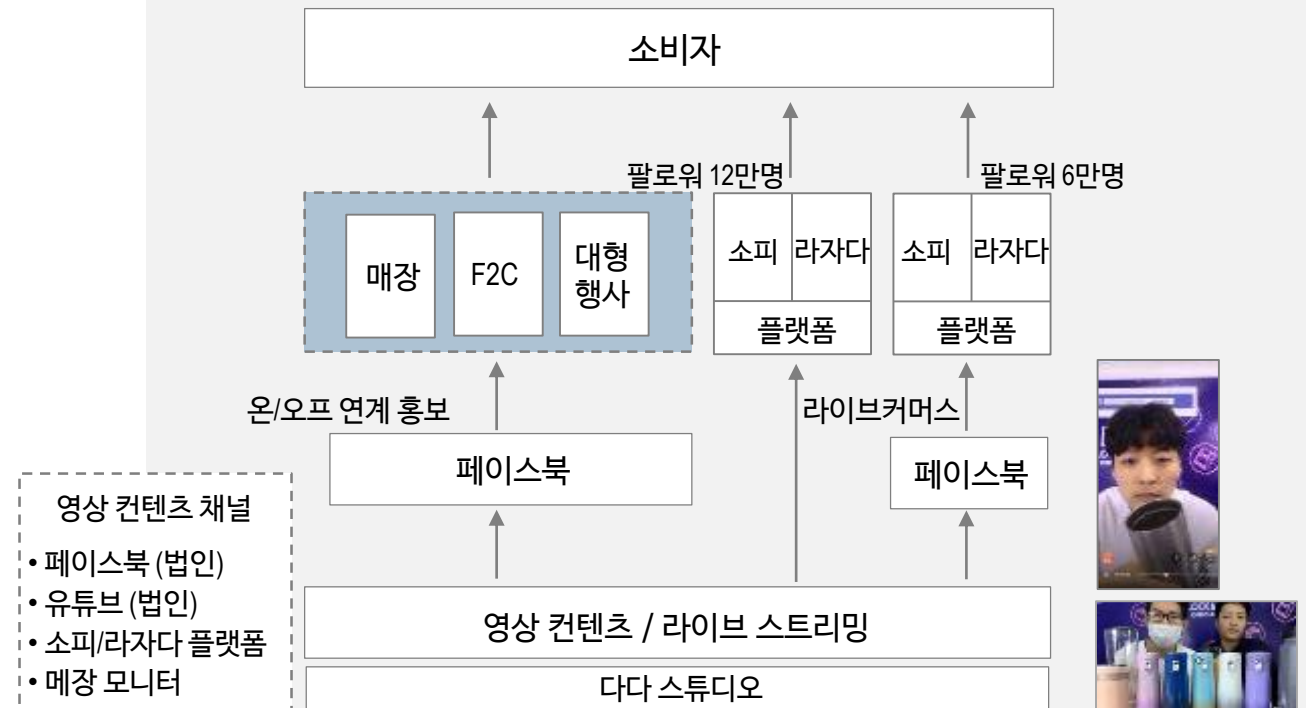 소비자
팔로워 12만명
팔로워 6만명
매장
F2C
대형
행사
소피
라자다
플랫폼
소피
라자다
플랫폼
온/오프 연계 홍보
라이브커머스
페이스북
페이스북
영상 컨텐츠 채널
• 페이스북 (법인)
• 유튜브 (법인)
• 소피/라자다 플랫폼
• 메장 모니터
영상 컨텐츠 / 라이브 스트리밍
다다 스튜디오